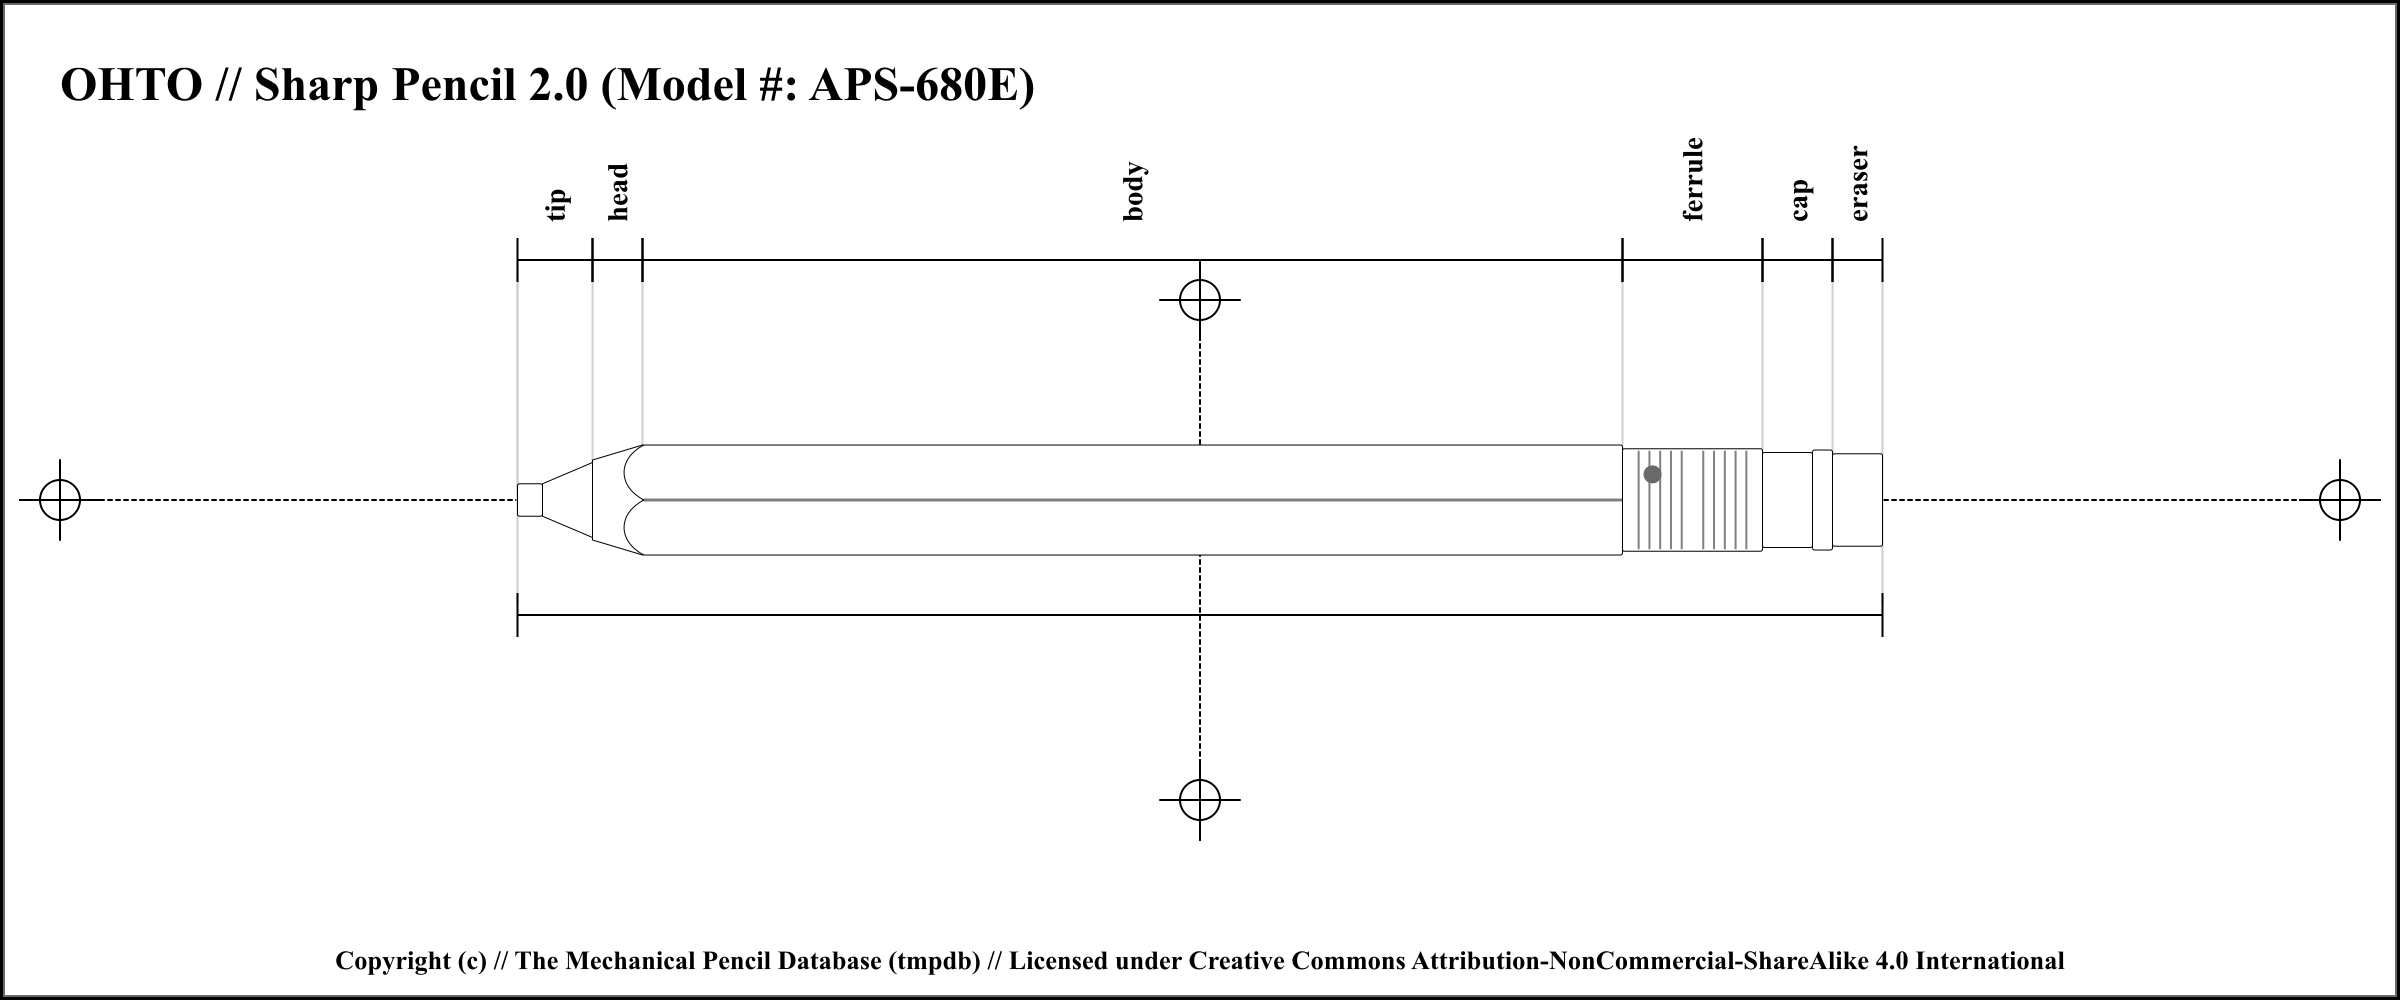 OHTO // Sharp Pencil 2.0 (Model #: APS-680E)
tip
head
body
ferrule
cap
eraser
Copyright (c) // The Mechanical Pencil Database (tmpdb) // Licensed under Creative Commons Attribution-NonCommercial-ShareAlike 4.0 International